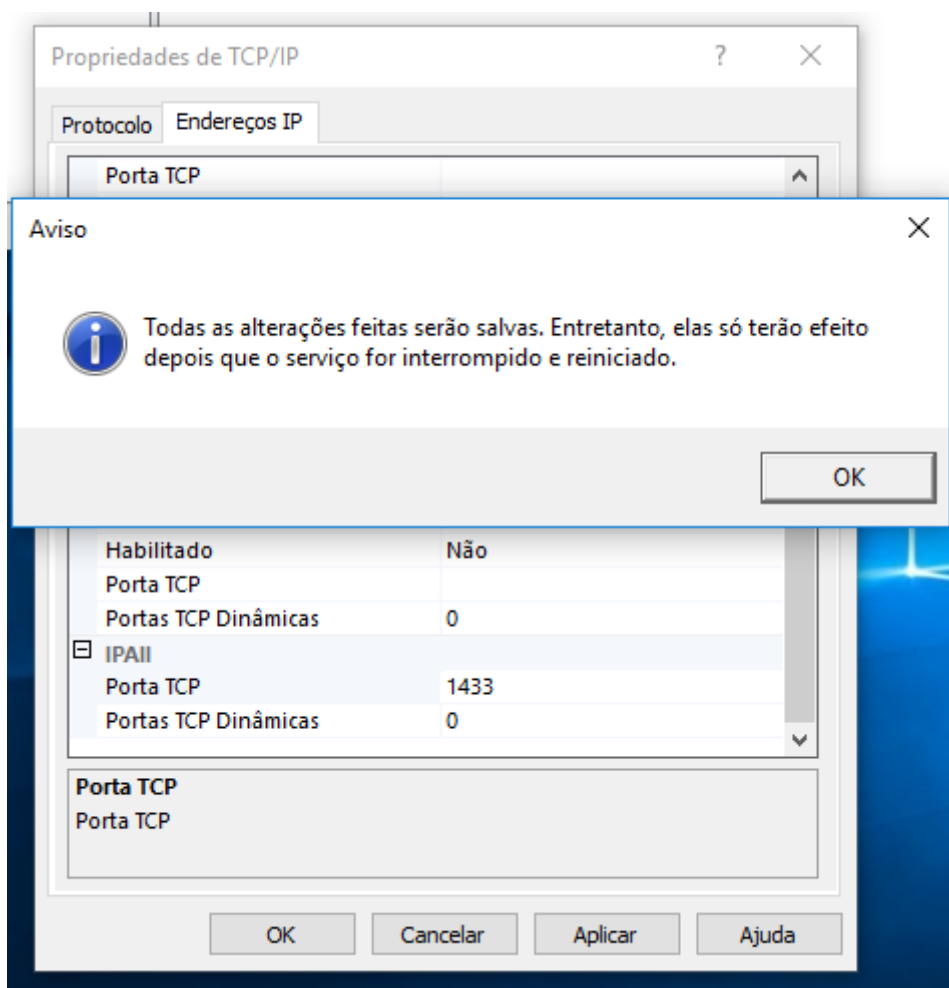 Propriedades de TCP/IP
Protocolo
Endereços IP
Porta TCP
Aviso
Todas as alterações feitas serão salvas. Entretanto, elas só terão efeito
depois que o serviço for interrompido e reiniciado.
OK
Habilitado Não
Porta TCP
Portas TCP Dinâmicas 0
IPAll
Porta TCP 1433
Portas TCP Dinâmicas 0
Porta TCP
Porta TCP
OK Cancelar Aplicar Ajuda